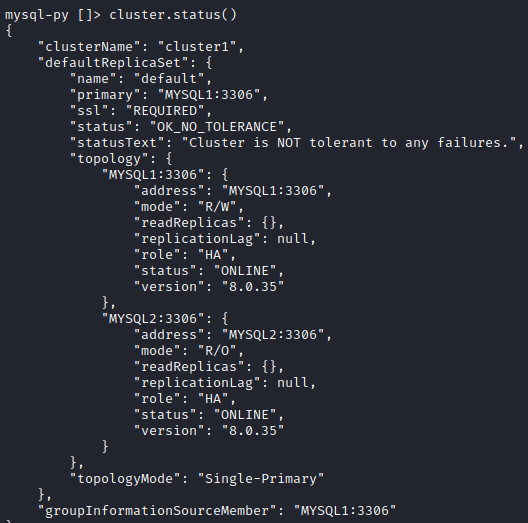 mysql-py []> cluster.status()
{
    "clusterName": "cluster1",
    "defaultReplicaSet": {
        "name": "default",
        "primary": "MYSQL1:3306",
        "ssl": "REQUIRED",
        "status": "OK_NO_TOLERANCE",
        "statusText": "Cluster is NOT tolerant to any failures.",
        "topology": {
            "MYSQL1:3306": {
                "address": "MYSQL1:3306",
                "mode": "R/W",
                "readReplicas": {},
                "replicationLag": null,
                "role": "HA",
                "status": "ONLINE",
                "version": "8.0.35"
            },
            "MYSQL2:3306": {
                "address": "MYSQL2:3306",
                "mode": "R/O",
                "readReplicas": {},
                "replicationLag": null,
                "role": "HA",
                "status": "ONLINE",
                "version": "8.0.35"
            }
        },
        "topologyMode": "Single-Primary"
    },
    "groupInformationSourceMember": "MYSQL1:3306"
}